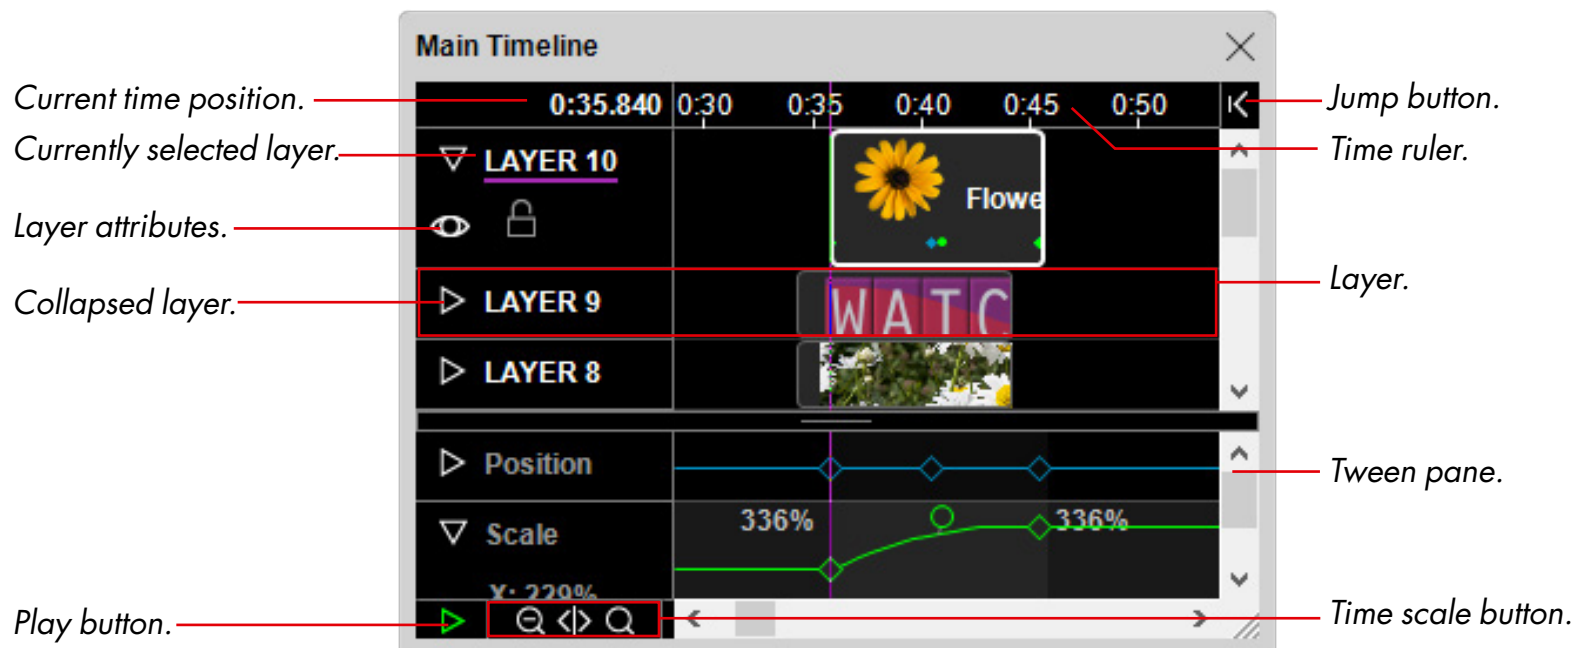 Main Timeline
Current time position.
0:35.840
0:30 0:35 0:40 0:45 0:50
Jump button.
Currently selected layer.
LAYER 10
Time ruler.
Flowe
Layer attributes.
Layer.
Collapsed layer.
LAYER 9
WATC
LAYER 8
Position
Tween pane.
336% 336%
Scale
X: 229%
Play button.
Time scale button.